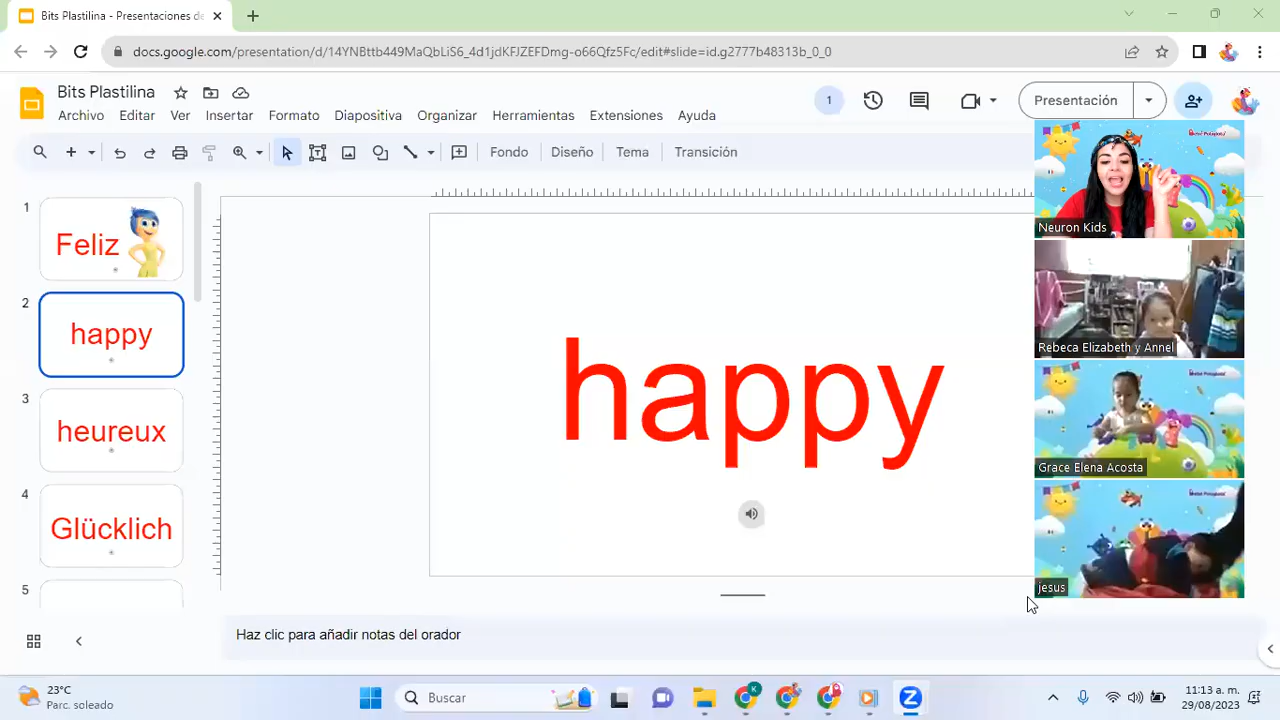 Bits Plastilina - Presentaciones de
docs.google.com/presentation/d/14YNBttb449MaQbLiS6_4d1jdKFJZEFDmg-o66Qfz5Fc/edit#slide=id.g2777b48313b_0_0
Bits Plastilina
Archivo Editar Ver Insertar Formato Diapositiva Organizar Herramientas Extensiones Ayuda
1
Presentación
Fondo Diseño Tema Transición
1
Feliz
2
happy
3
heureux
4
Glücklich
5
happy
Neuron Kids
Rebeca Elizabeth y Annel
Grace Elena Acosta
jesus
Haz clic para añadir notas del orador
23°C
Parc. soleado
Buscar
11:13 a. m.
29/08/2023